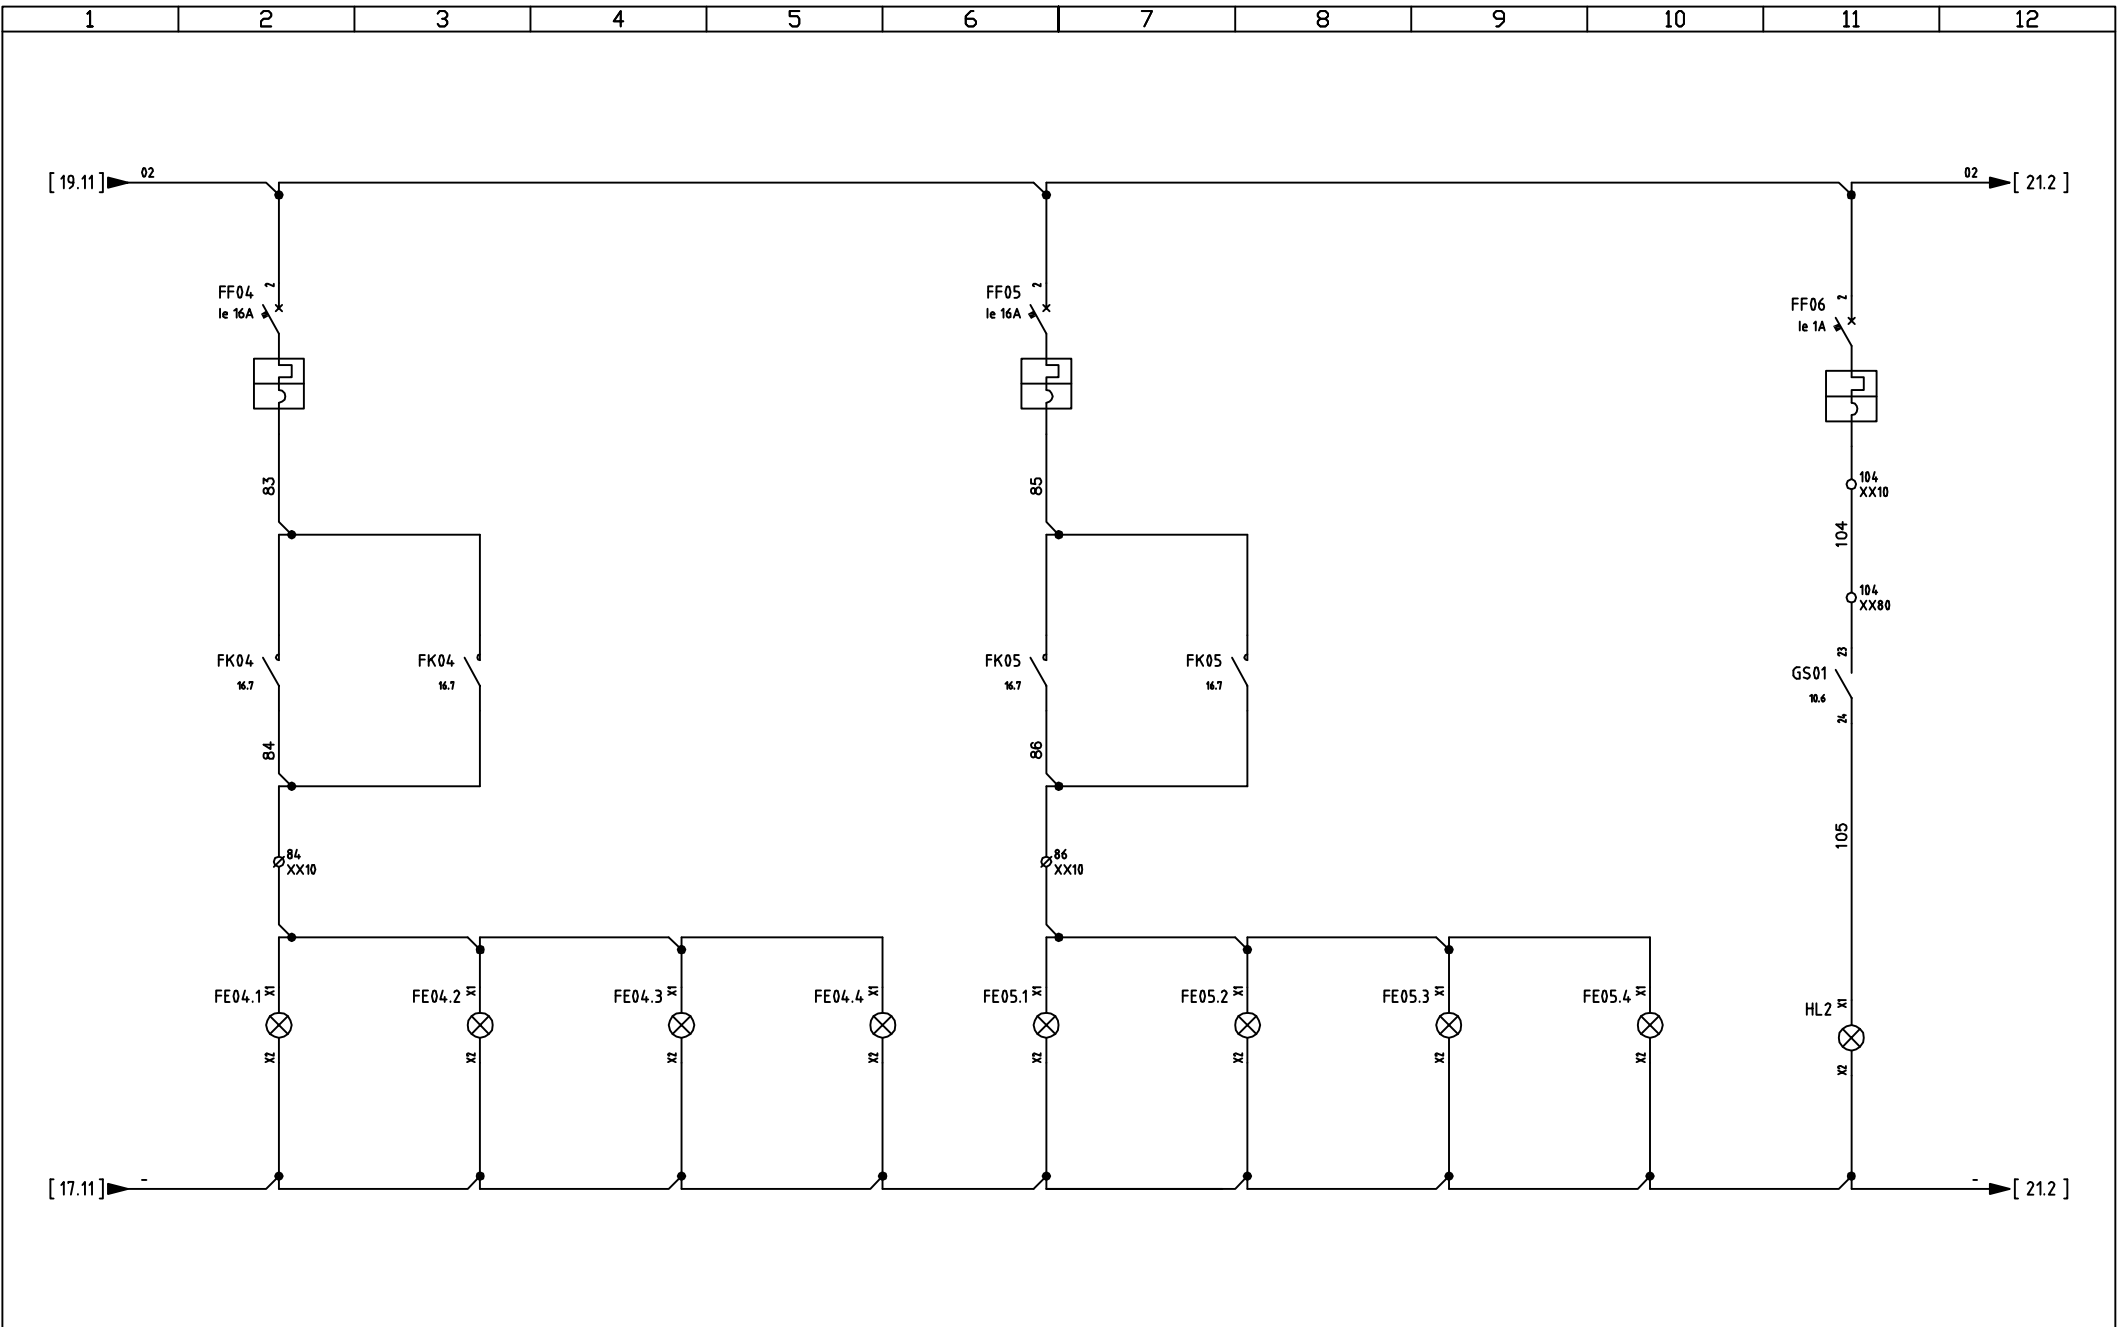 1 2 3 4 5 6 7 8 9 10 11 12
[ 19.11 ] 02 02 [ 21.2 ]
FF04 2
Ie 16A
FF05 2
Ie 16A
FF06 2
Ie 1A
83
85
104
XX10
104
104
XX80
FK04
16.7
FK04
16.7
FK05
16.7
FK05
16.7
23
GS01
10.6
24
84
86
105
84
XX10
86
XX10
FE04.1 X1
X2
FE04.2 X1
X2
FE04.3 X1
X2
FE04.4 X1
X2
FE05.1 X1
X2
FE05.2 X1
X2
FE05.3 X1
X2
FE05.4 X1
X2
HL2 X1
X2
[ 17.11 ] - - [ 21.2 ]